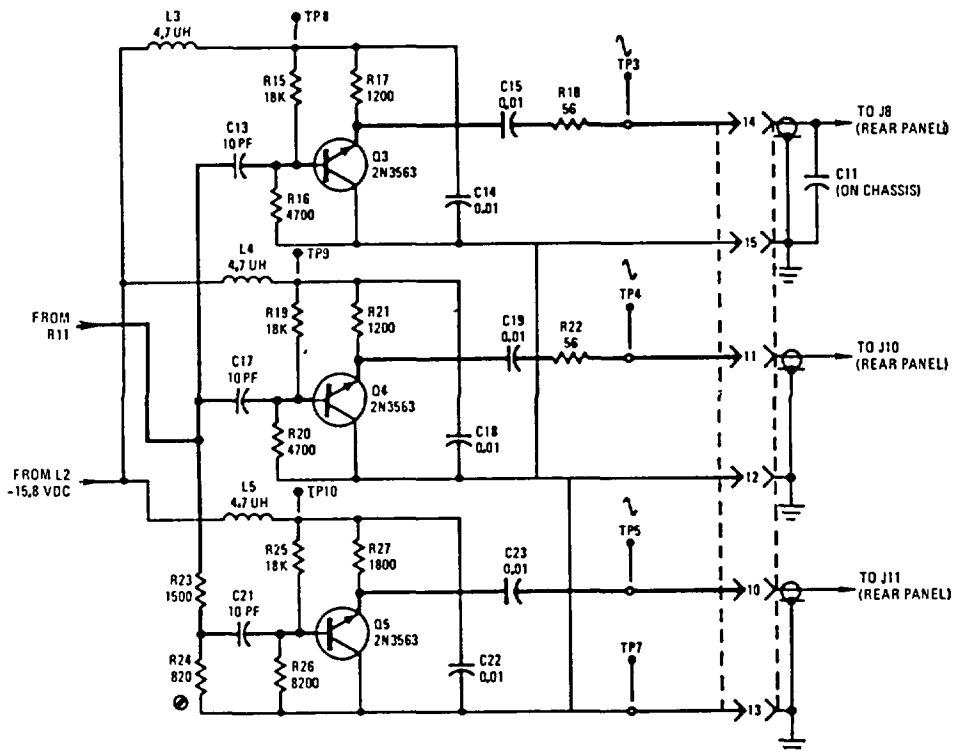 L3
4.7 UH
TP8
R15
18K
R17
1200
C15
0.01
R18
56
TP3
14
TO J8
(REAR PANEL)
C13
10 PF
Q3
2N3563
C14
0.01
C11
(ON CHASSIS)
R16
4700
15
L4
4.7 UH
TP9
FROM
R11
R19
18K
R21
1200
C19
0.01
R22
56
TP4
11
TO J10
(REAR PANEL)
C17
10 PF
Q4
2N3563
R20
4700
C18
0.01
FROM L2
-15.8 VDC
12
L5
4.7 UH
TP10
R25
18K
R27
1800
C23
0.01
TP5
10
TO J11
(REAR PANEL)
R23
1500
C21
10 PF
Q5
2N3563
R24
820
R26
8200
C22
0.01
TP7
13